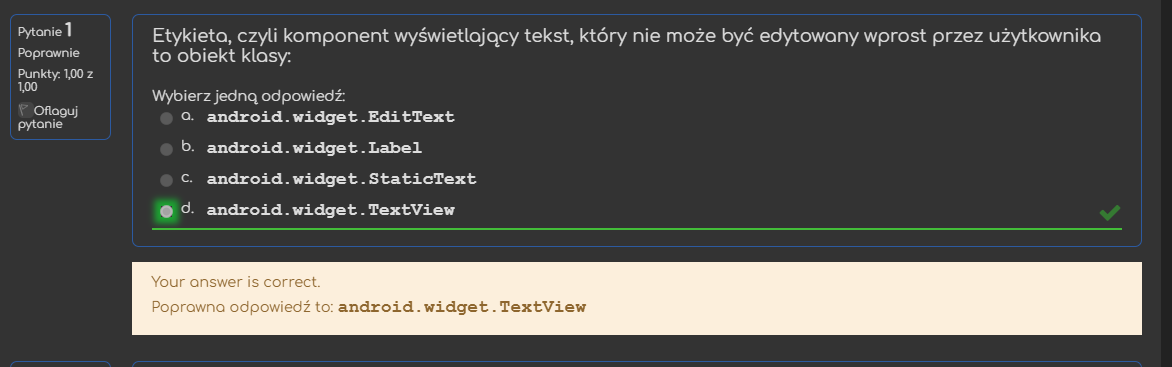 Pytanie 1
Poprawnie
Punkty: 1,00 z
1,00
Oflaguj
pytanie
Etykieta, czyli komponent wyświetlający tekst, który nie może być edytowany wprost przez użytkownika
to obiekt klasy:
Wybierz jedną odpowiedź:
a. android.widget.EditText
b. android.widget.Label
c. android.widget.StaticText
d. android.widget.TextView
Your answer is correct.
Poprawna odpowiedź to: android.widget.TextView